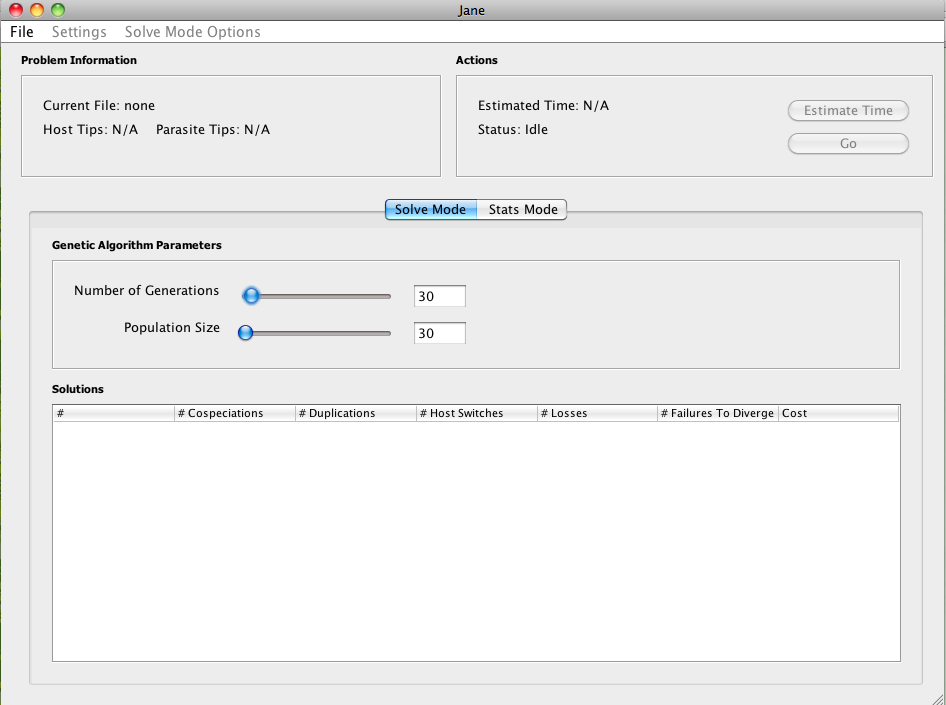 Jane
File Settings Solve Mode Options
Problem Information
Current File: none
Host Tips: N/A Parasite Tips: N/A
Actions
Estimated Time: N/A
Status: Idle
Estimate Time
Go
Solve Mode Stats Mode
Genetic Algorithm Parameters
Number of Generations 30
Population Size 30
Solutions
# # Cospeciations # Duplications # Host Switches # Losses # Failures To Diverge Cost